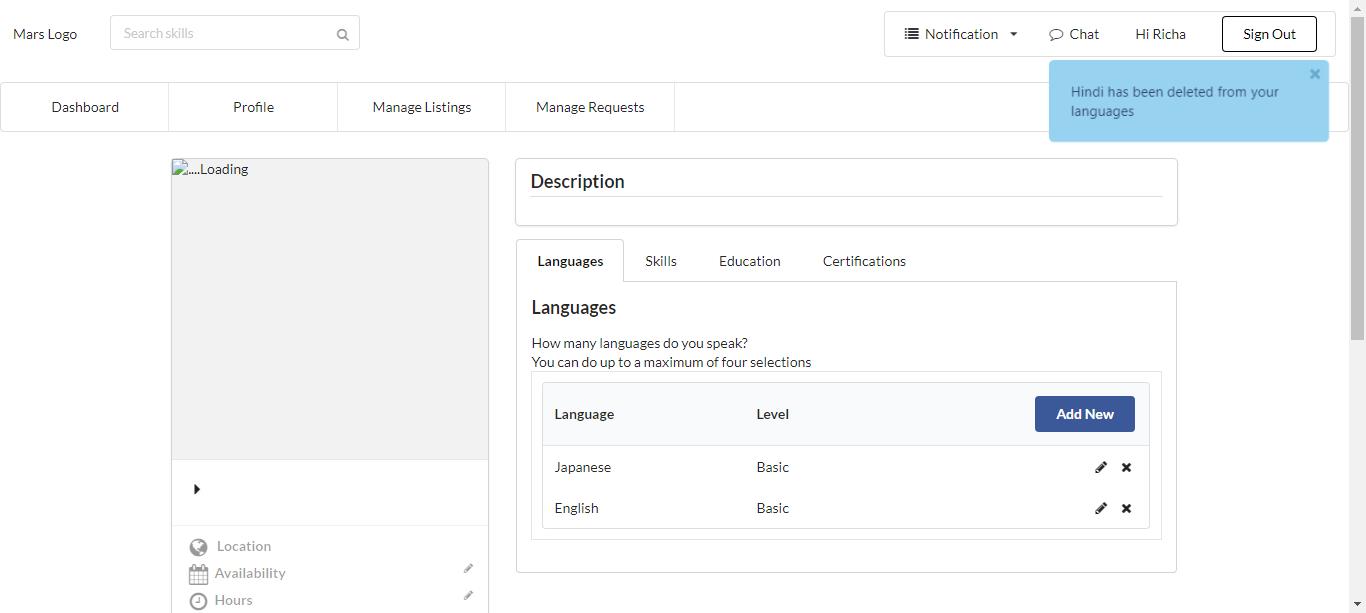 Mars Logo
Search skills
Notification
Chat
Hi Richa
Sign Out
Hindi has been deleted from your
languages
Dashboard
Profile
Manage Listings
Manage Requests
....Loading
Description
Languages
Skills
Education
Certifications
Languages
How many languages do you speak?
You can do up to a maximum of four selections
Language
Level
Add New
Japanese
Basic
English
Basic
Location
Availability
Hours